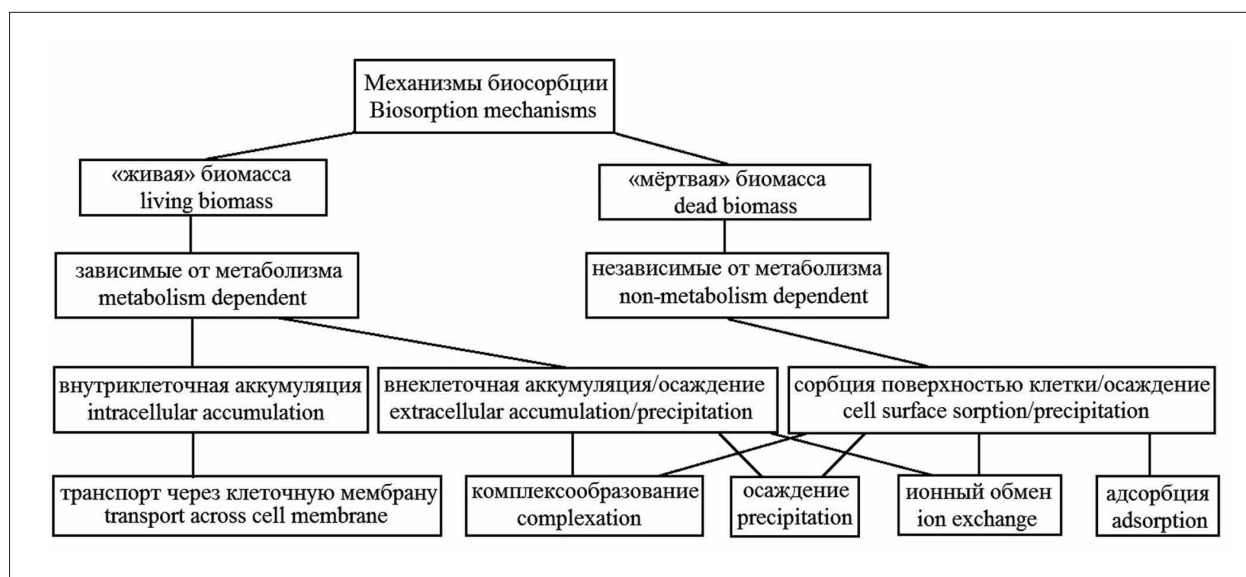 Механизмы биосорбции
Biosorption mechanisms
«живая» биомасса
living biomass
«мёртвая» биомасса
dead biomass
зависимые от метаболизма
metabolism dependent
независимые от метаболизма
non-metabolism dependent
внутриклеточная аккумуляция
intracellular accumulation
внеклеточная аккумуляция/осаждение
extracellular accumulation/precipitation
сорбция поверхностью клетки/осаждение
cell surface sorption/precipitation
транспорт через клеточную мембрану
transport across cell membrane
комплексообразование
complexation
осаждение
precipitation
ионный обмен
ion exchange
адсорбция
adsorption